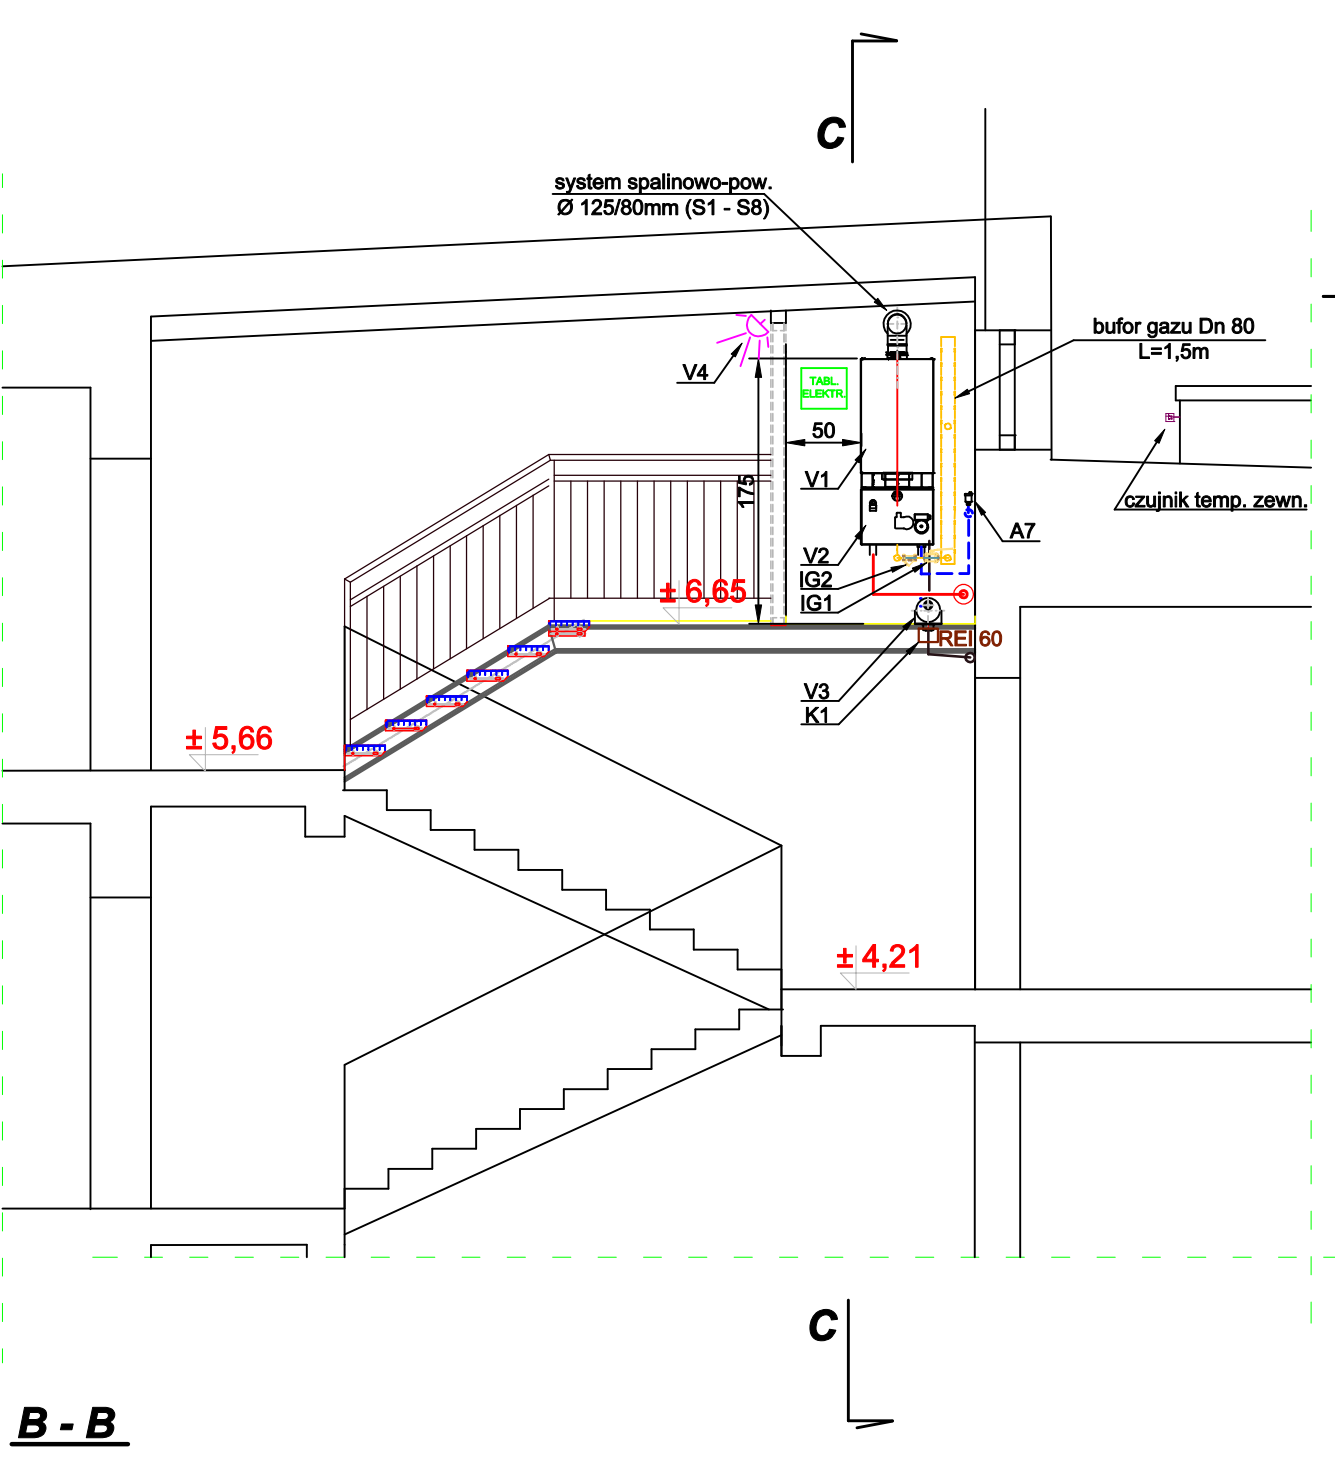 C
system spalinowo-pow.
Ø 125/80mm (S1 - S8)
bufor gazu Dn 80
L=1,5m
V4
TABL.
ELEKTR.
50
175
V1
czujnik temp. zewn.
A7
V2
IG2
IG1
± 6,65
REI 60
V3
K1
± 5,66
± 4,21
C
B - B